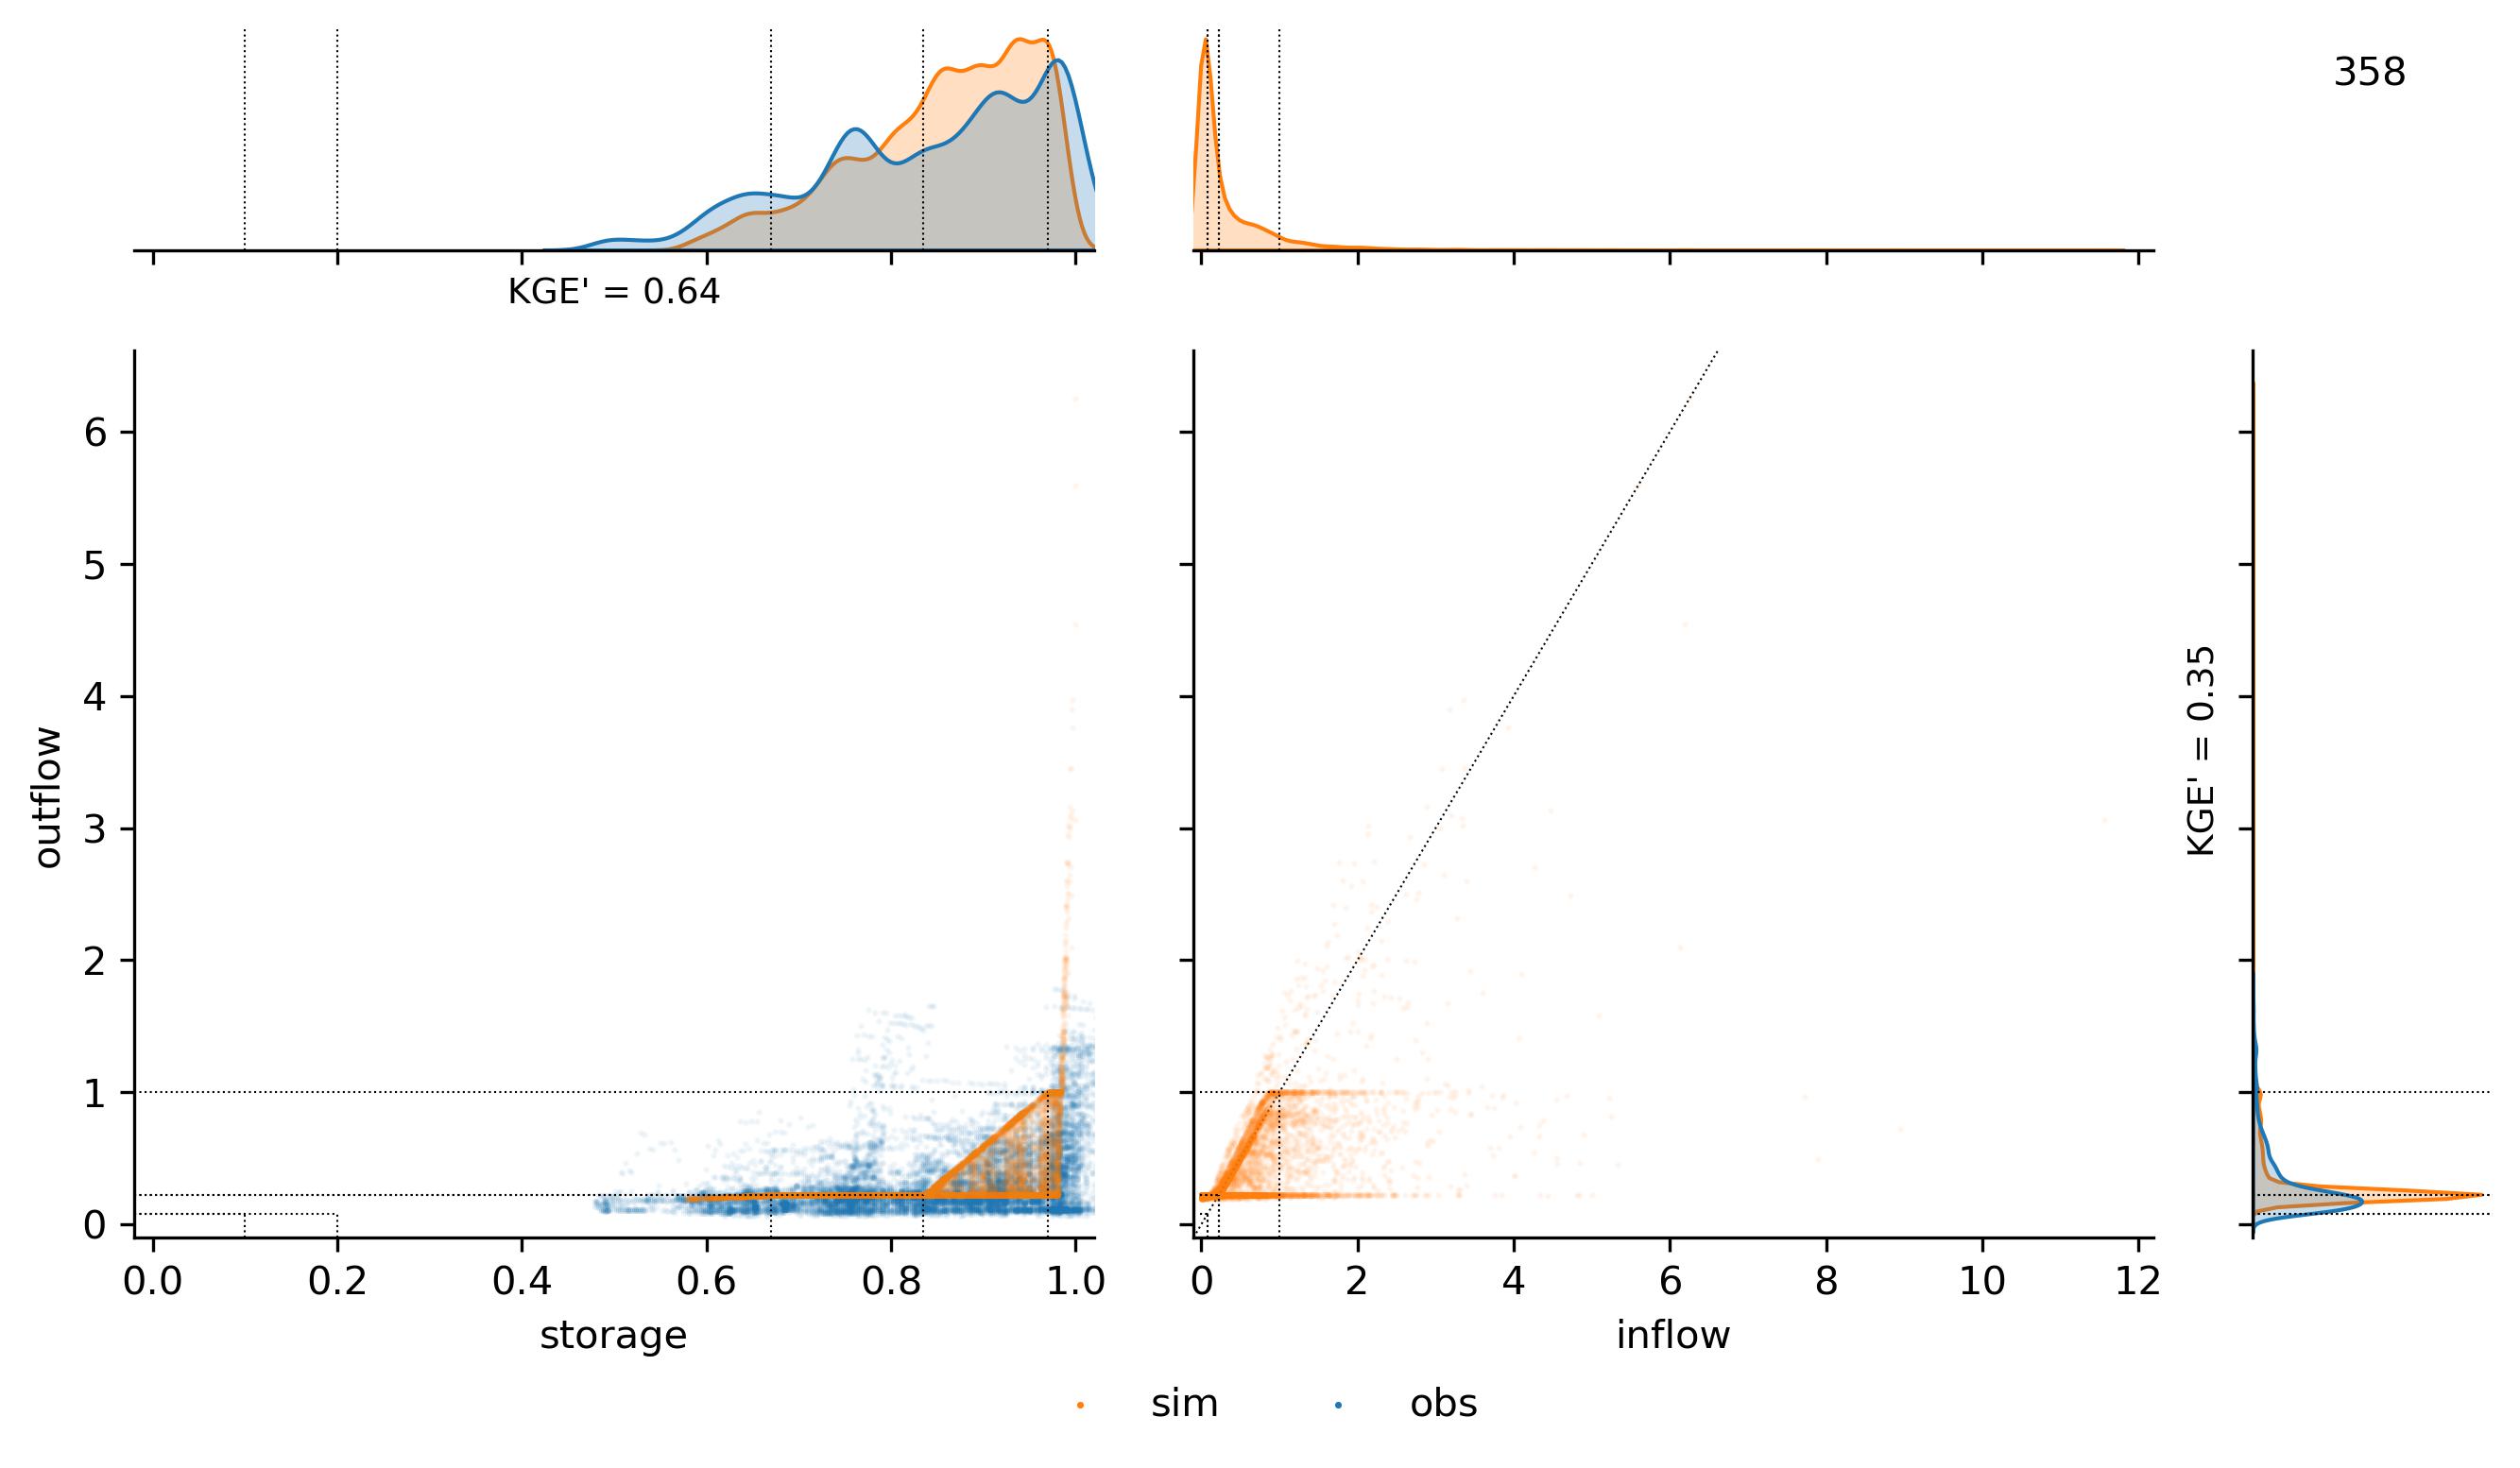 358
KGE' = 0.64
outflow
6
5
4
3
2
1
0
KGE' = 0.35
0.0 0.2 0.4 0.6 0.8 1.0
0 2 4 6 8 10 12
storage
inflow
sim obs